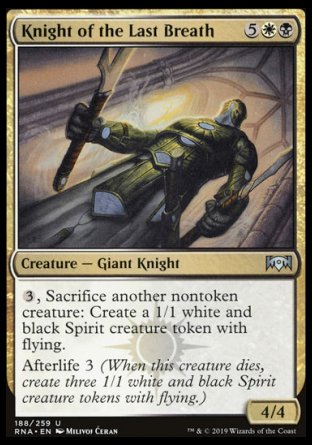 Knight of the Last Breath 5
Creature — Giant Knight
3, Sacrifice another nontoken
creature: Create a 1/1 white and
black Spirit creature token with
flying.
Afterlife 3 (When this creature dies,
create three 1/1 white and black Spirit
creature tokens with flying.)
4/4
188/259 U
RNA • EN Milivoj Ćeran
™ & © 2019 Wizards of the Coast